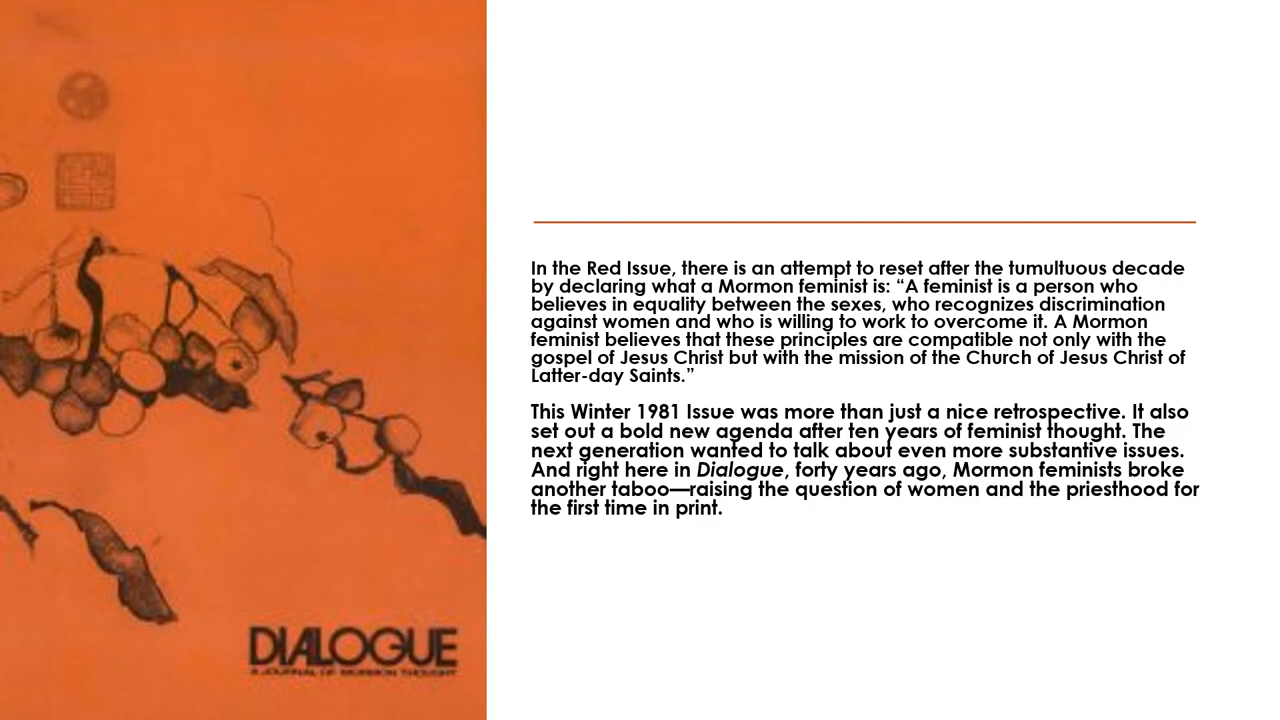 In the Red Issue, there is an attempt to reset after the tumultuous decade
by declaring what a Mormon feminist is: “A feminist is a person who
believes in equality between the sexes, who recognizes discrimination
against women and who is willing to work to overcome it. A Mormon
feminist believes that these principles are compatible not only with the
gospel of Jesus Christ but with the mission of the Church of Jesus Christ of
Latter-day Saints.”
This Winter 1981 Issue was more than just a nice retrospective. It also
set out a bold new agenda after ten years of feminist thought. The
next generation wanted to talk about even more substantive issues.
And right here in Dialogue, forty years ago, Mormon feminists broke
another taboo—raising the question of women and the priesthood for
the first time in print.
DIALOGUE
A JOURNAL OF MORMON THOUGHT